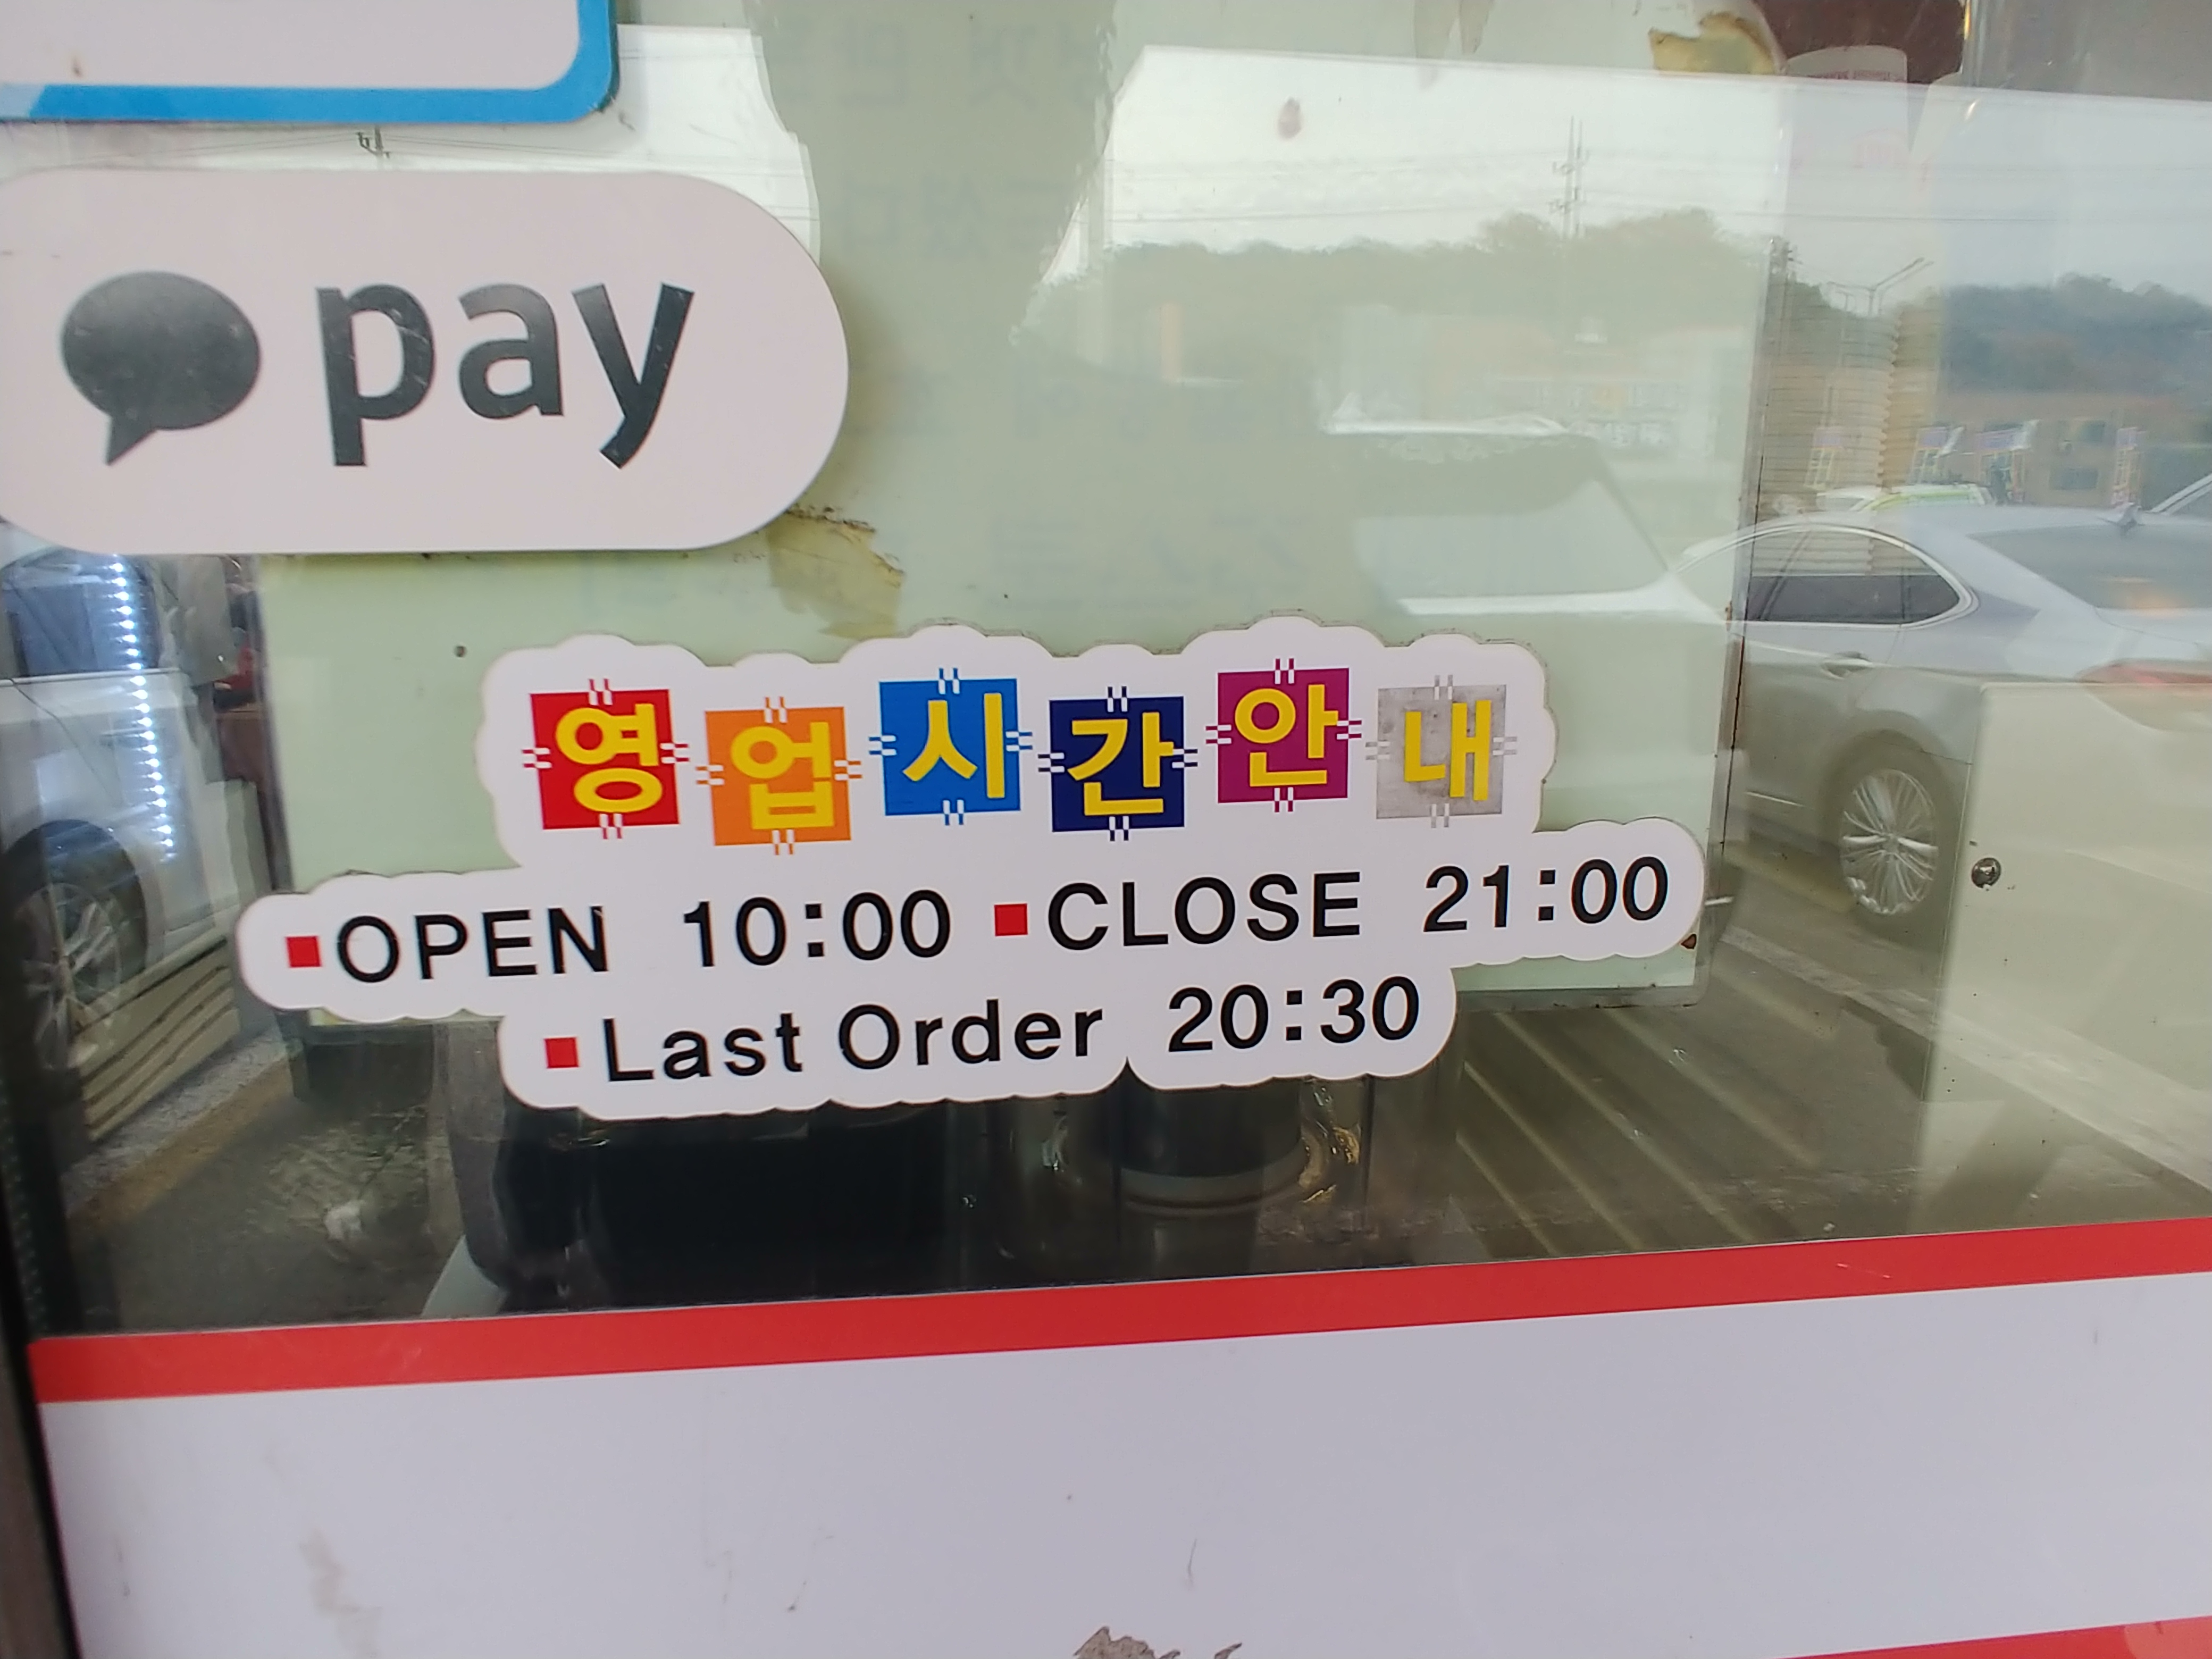 pay
영업시간안내
■OPEN 10:00 ■CLOSE 21:00
■Last Order 20:30